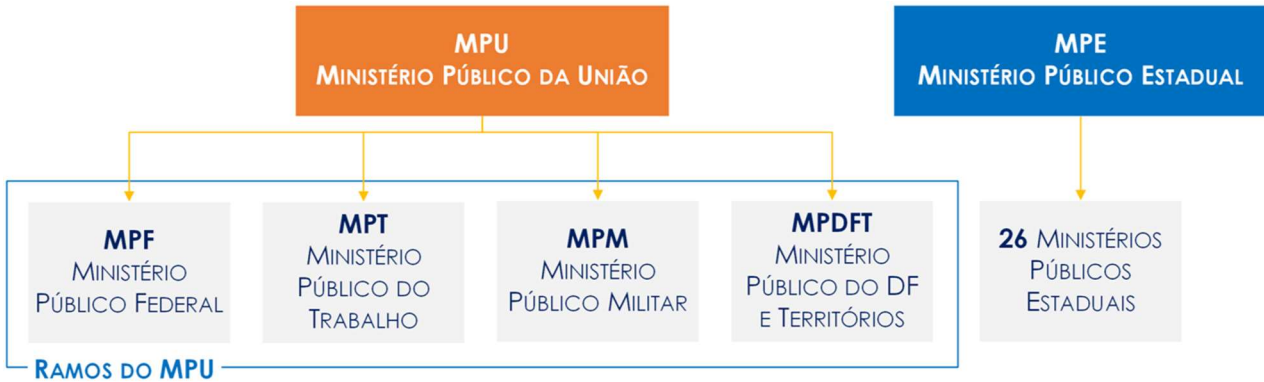 MPU
MINISTÉRIO PÚBLICO DA UNIÃO
MPE
MINISTÉRIO PÚBLICO ESTADUAL
MPF
MINISTÉRIO
PÚBLICO FEDERAL
MPT
MINISTÉRIO
PÚBLICO DO
TRABALHO
MPM
MINISTÉRIO
PÚBLICO MILITAR
MPDFT
MINISTÉRIO
PÚBLICO DO DF
E TERRITÓRIOS
26 MINISTÉRIOS
PÚBLICOS
ESTADUAIS
RAMOS DO MPU